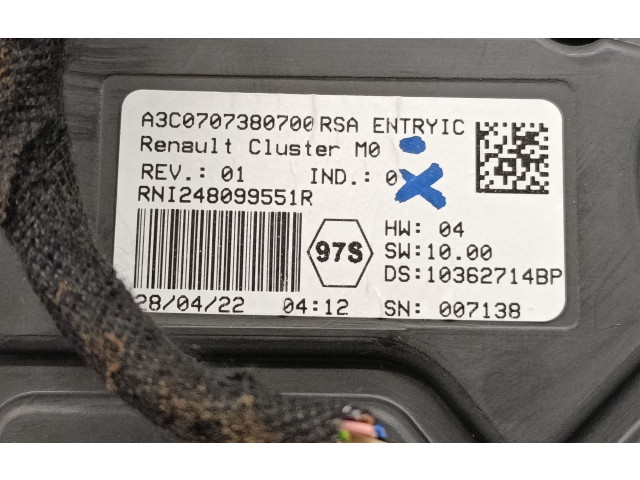 A3C0707380700 RSA ENTRYIC
Renault Cluster M0
REV.: 01 IND.: 0
RNI248099551R
97S
HW: 04
SW:10.00
DS:10362714BP
28/04/22 04:12 SN: 007138